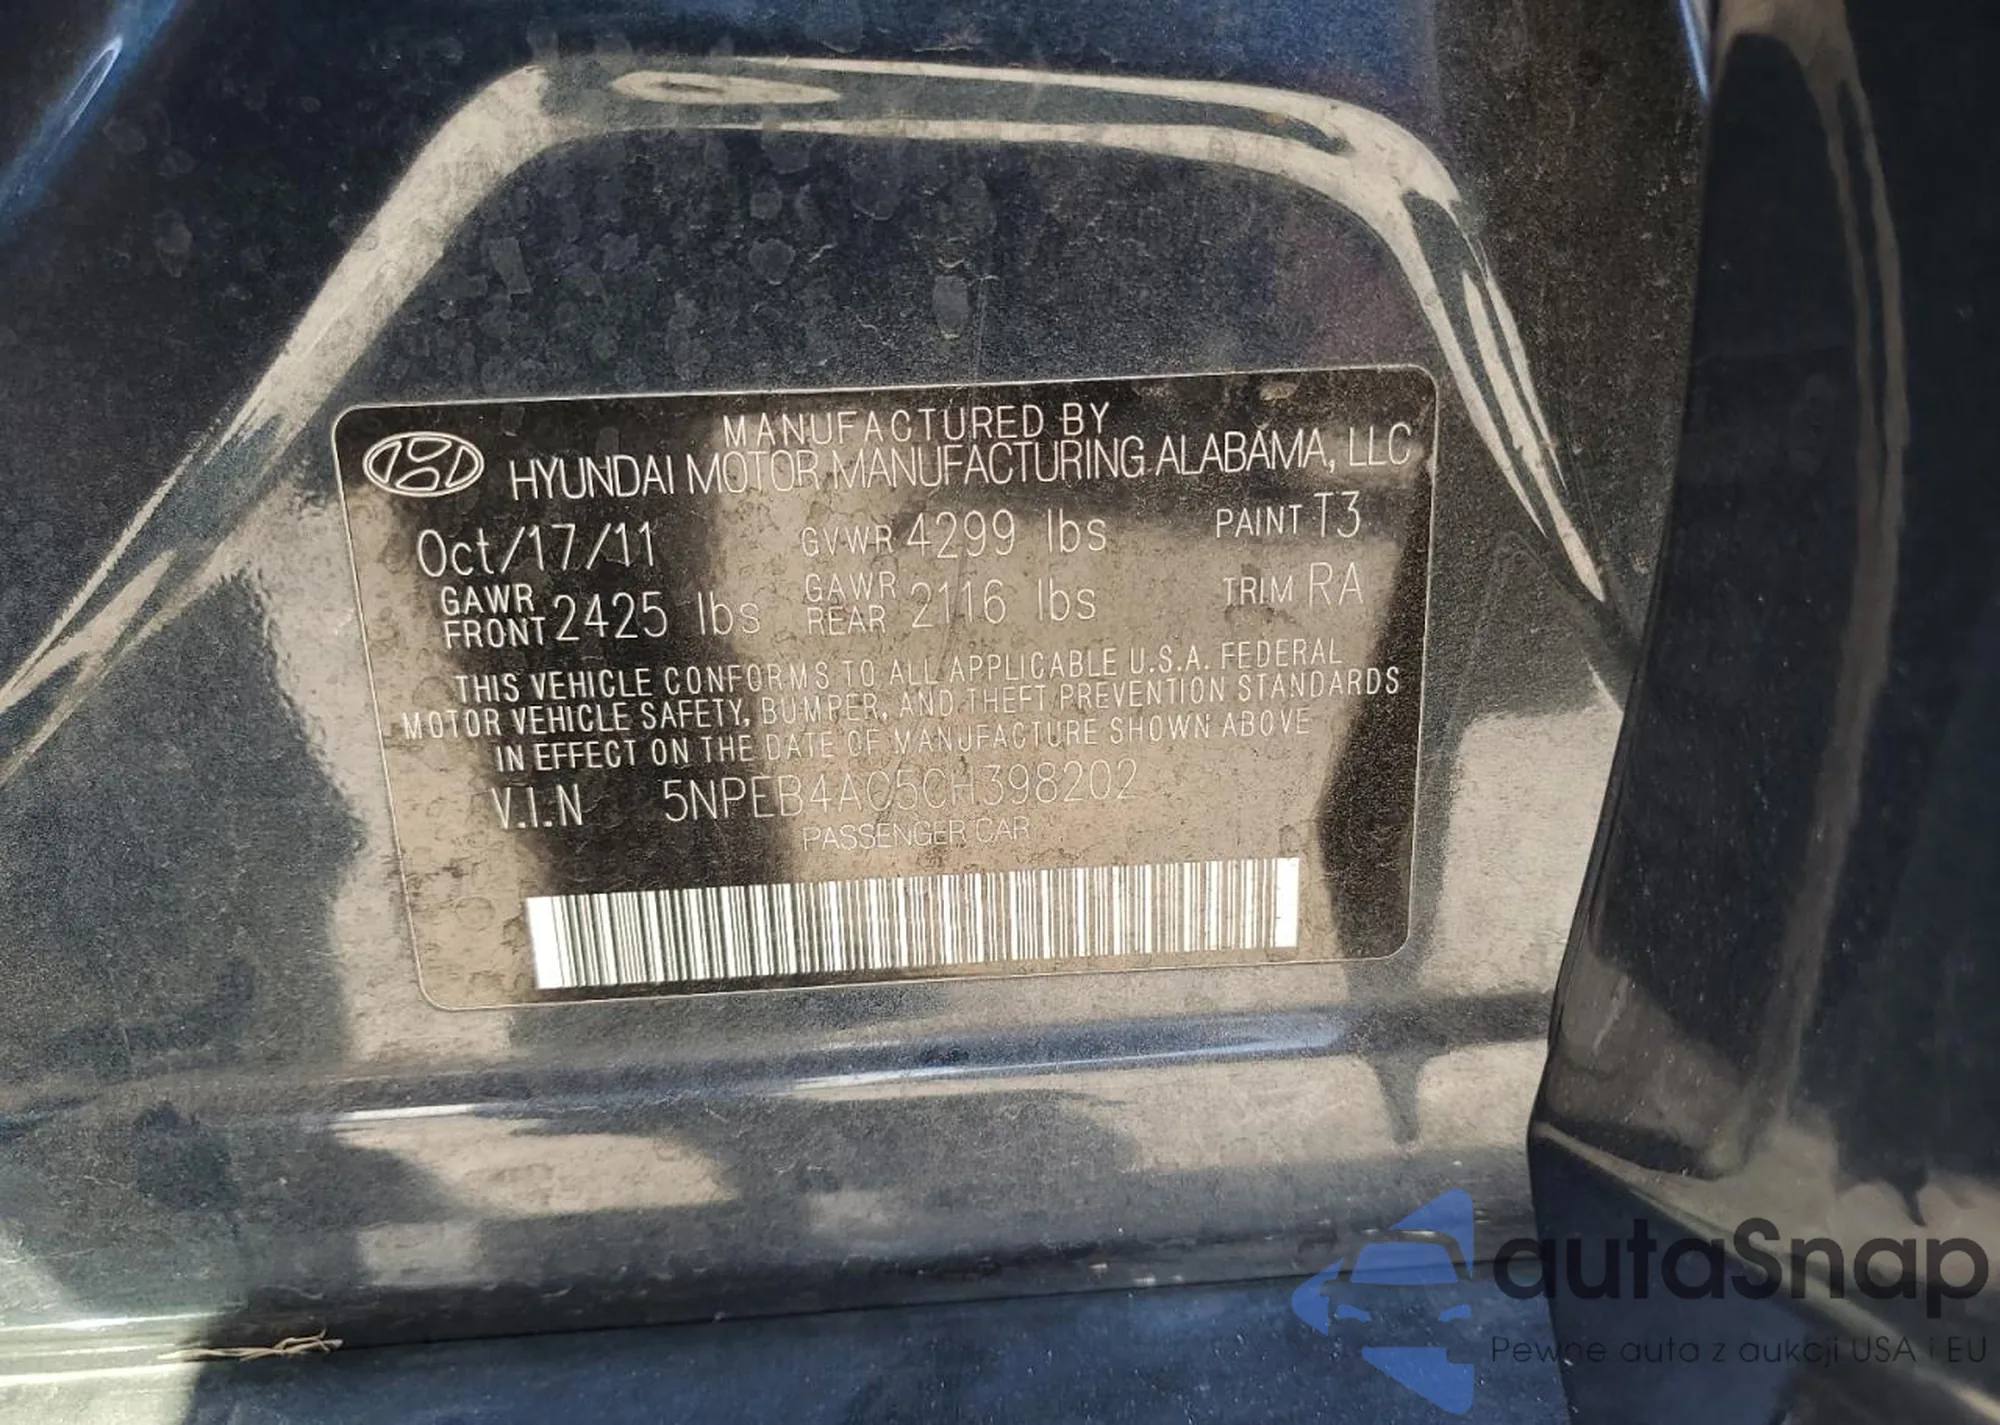 MANUFACTURED BY
HYUNDAI MOTOR MANUFACTURING ALABAMA, LLC
Oct/17/11 GVWR 4299 lbs PAINT T3
GAWR FRONT 2425 lbs GAWR REAR 2116 lbs TRIM RA
THIS VEHICLE CONFORMS TO ALL APPLICABLE U.S.A. FEDERAL
MOTOR VEHICLE SAFETY, BUMPER, AND THEFT PREVENTION STANDARDS
IN EFFECT ON THE DATE OF MANUFACTURE SHOWN ABOVE
V.I.N 5NPEB4AC5CH398202
PASSENGER CAR
autaSnap
Pewne auta z aukcji USA i EU